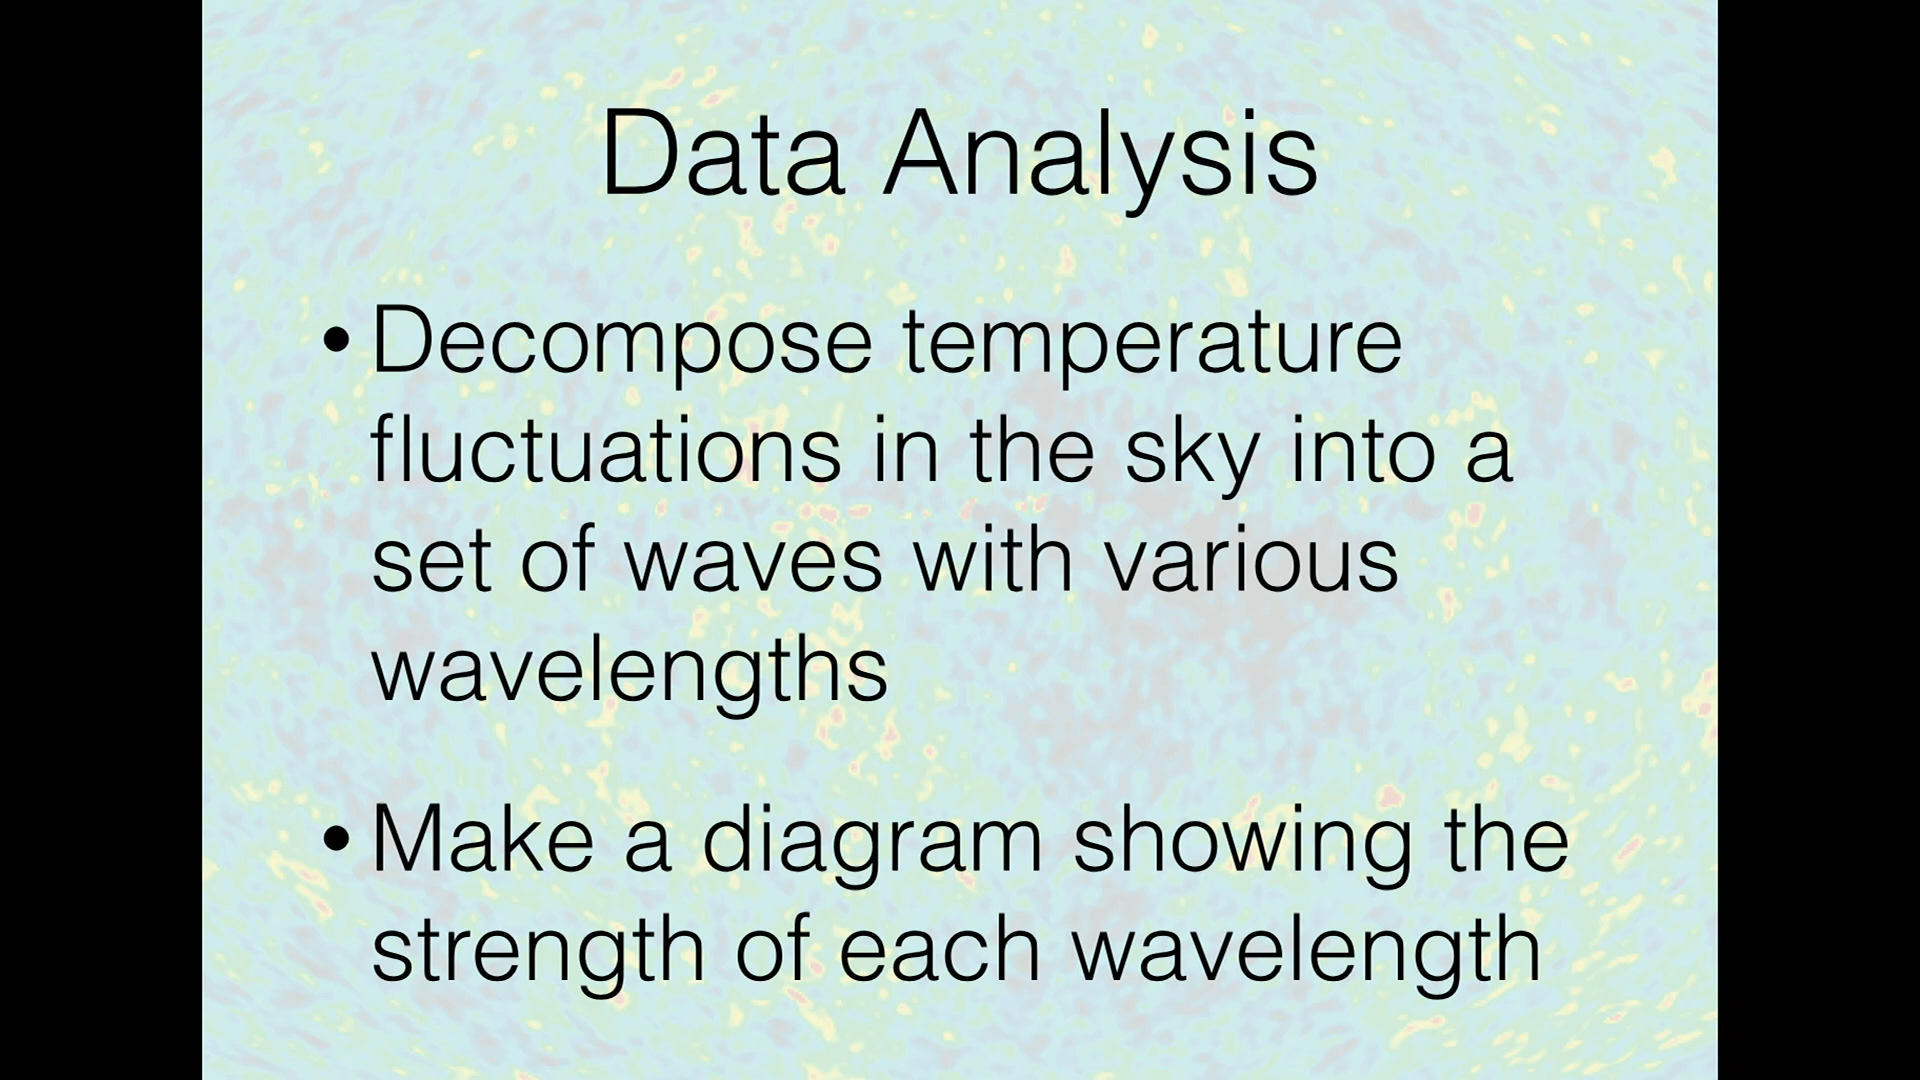 Data Analysis
• Decompose temperature
fluctuations in the sky into a
set of waves with various
wavelengths
• Make a diagram showing the
strength of each wavelength